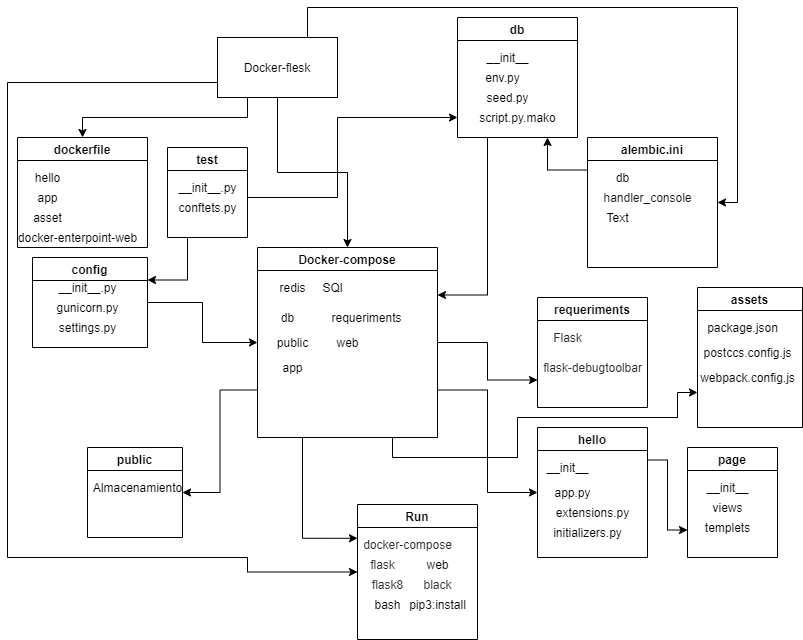 Docker-flesk
db
__init__
env.py
seed.py
script.py.mako
dockerfile
hello
app
asset
docker-enterpoint-web
test
__init__.py
conftets.py
alembic.ini
db
handler_console
Text
config
__init__.py
gunicorn.py
settings.py
Docker-compose
redis SQl
db requeriments
public web
app
requeriments
Flask
flask-debugtoolbar
assets
package.json
postccs.config.js
webpack.config.js
public
Almacenamiento
hello
__init__
app.py
extensions.py
initializers.py
page
__init__
views
templets
Run
docker-compose
flask web
flask8 black
bash pip3:install